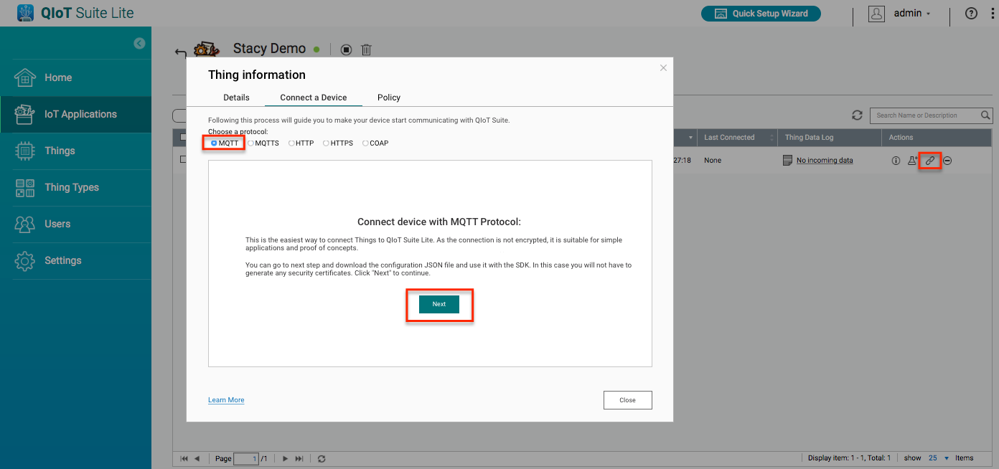 QIoT Suite Lite
Quick Setup Wizard
admin
Home
IoT Applications
Things
Thing Types
Users
Settings
Stacy Demo
Search Name or Description
Last Connected
Thing Data Log
Actions
27:18
None
No incoming data
Thing information
Details
Connect a Device
Policy
Following this process will guide you to make your device start communicating with QIoT Suite.
Choose a protocol:
MQTT MQTTS HTTP HTTPS COAP
Connect device with MQTT Protocol:
This is the easiest way to connect Things to QIoT Suite Lite. As the connection is not encrypted, it is suitable for simple
applications and proof of concepts.
You can go to next step and download the configuration JSON file and use it with the SDK. In this case you will not have to
generate any security certificates. Click "Next" to continue.
Next
Learn More
Close
Page 1 /1
Display item: 1 - 1, Total: 1
show 25 Items